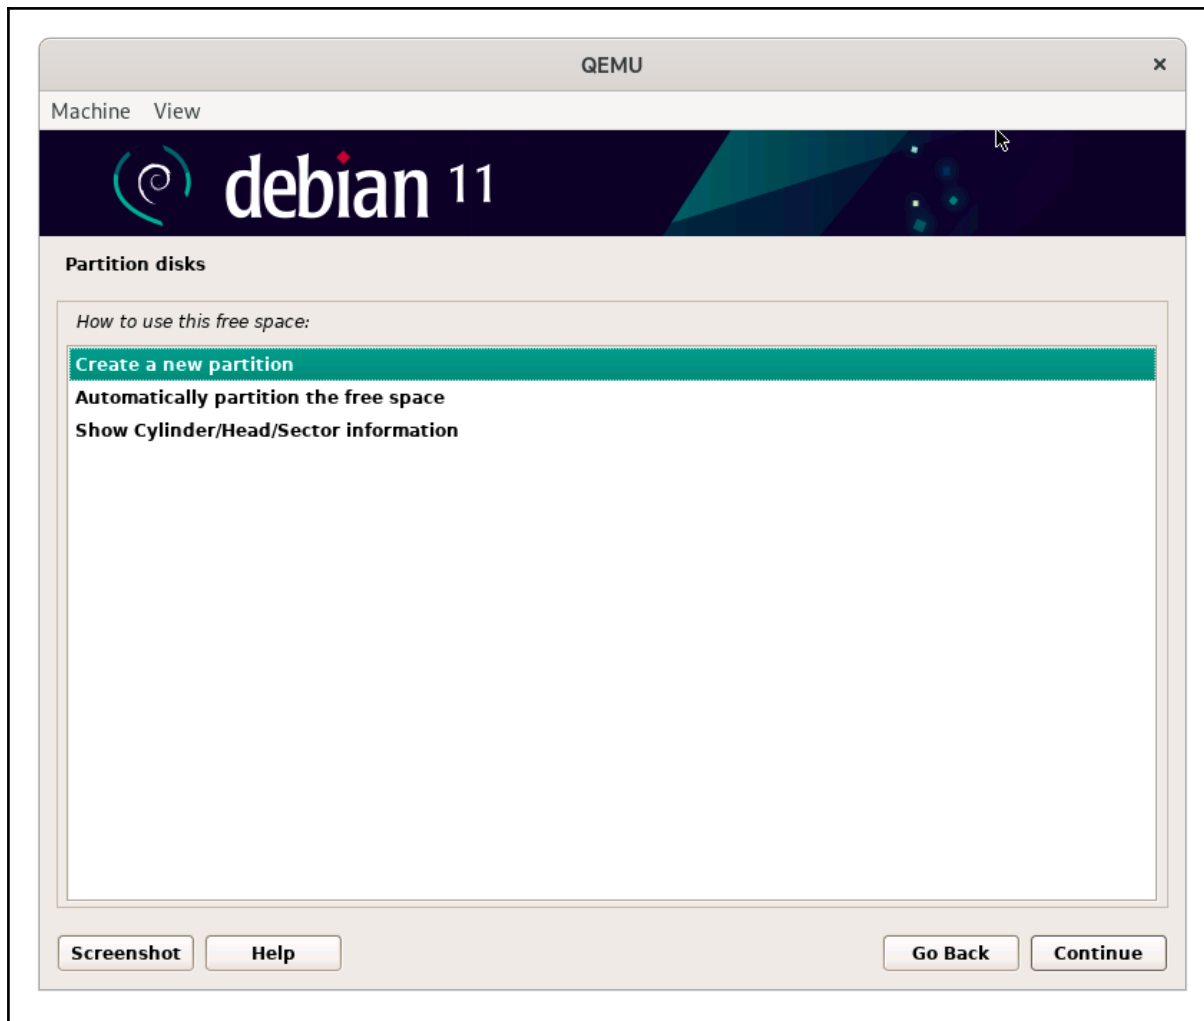 QEMU
Machine View
debian 11
Partition disks
How to use this free space:
Create a new partition
Automatically partition the free space
Show Cylinder/Head/Sector information
Screenshot Help Go Back Continue